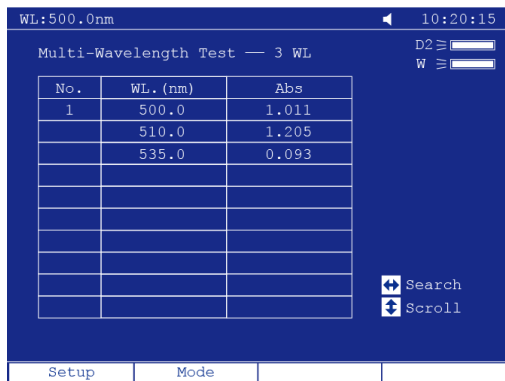 WL:500.0nm 10:20:15
Multi-Wavelength Test — 3 WL
D2
W
No. WL.(nm) Abs
1 500.0 1.011
510.0 1.205
535.0 0.093
Search
Scroll
Setup Mode